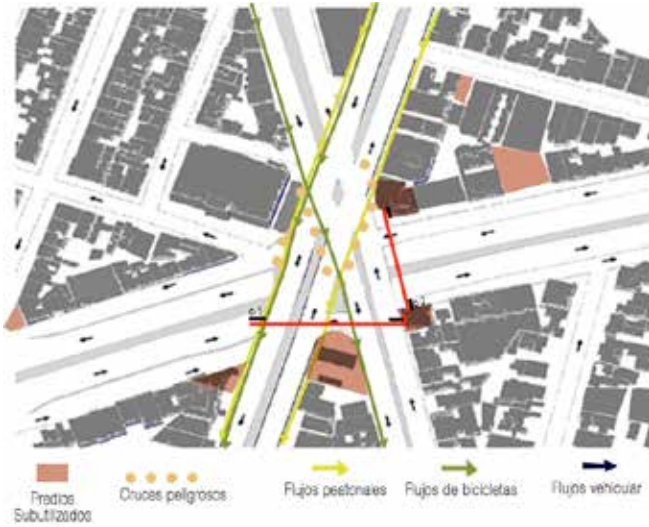 Predios
Subutilizados
Cruces peligrosos
Flujos peatonales
Flujos de bicicletas
Flujos vehicular